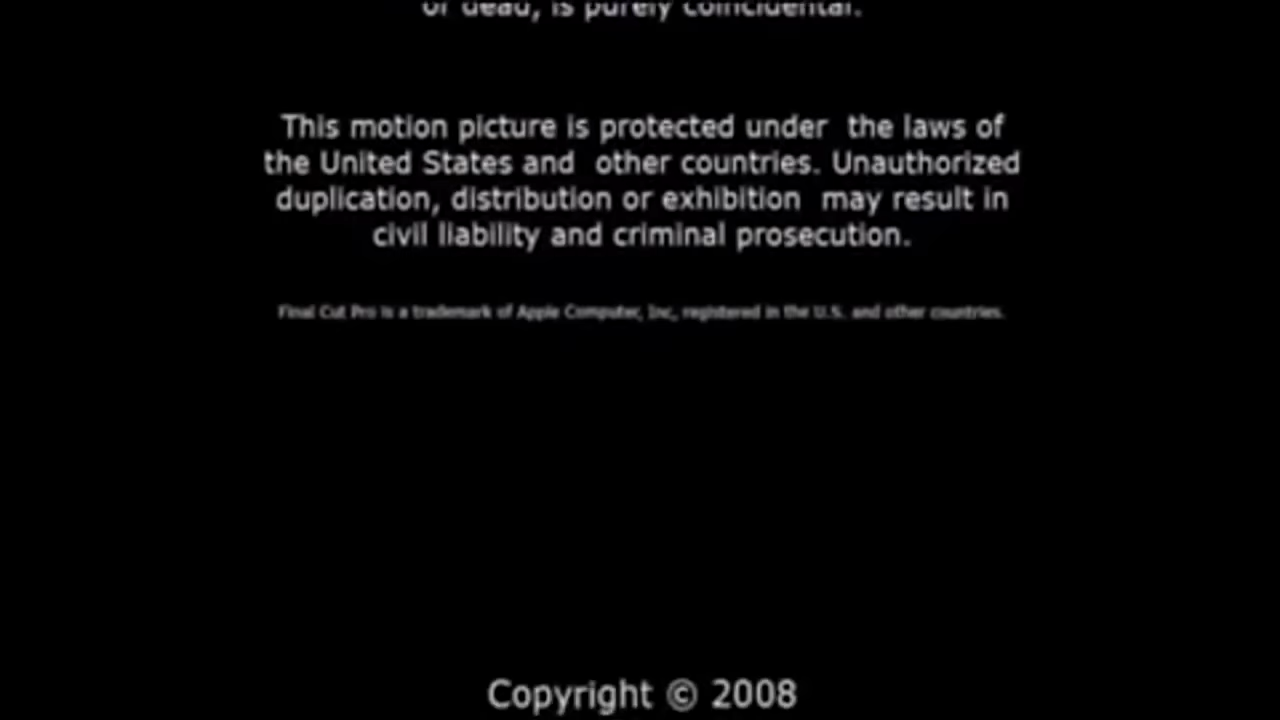 or dead, is purely coincidental.
This motion picture is protected under the laws of
the United States and other countries. Unauthorized
duplication, distribution or exhibition may result in
civil liability and criminal prosecution.
Final Cut Pro is a trademark of Apple Computer, Inc, registered in the U.S. and other countries.
Copyright © 2008